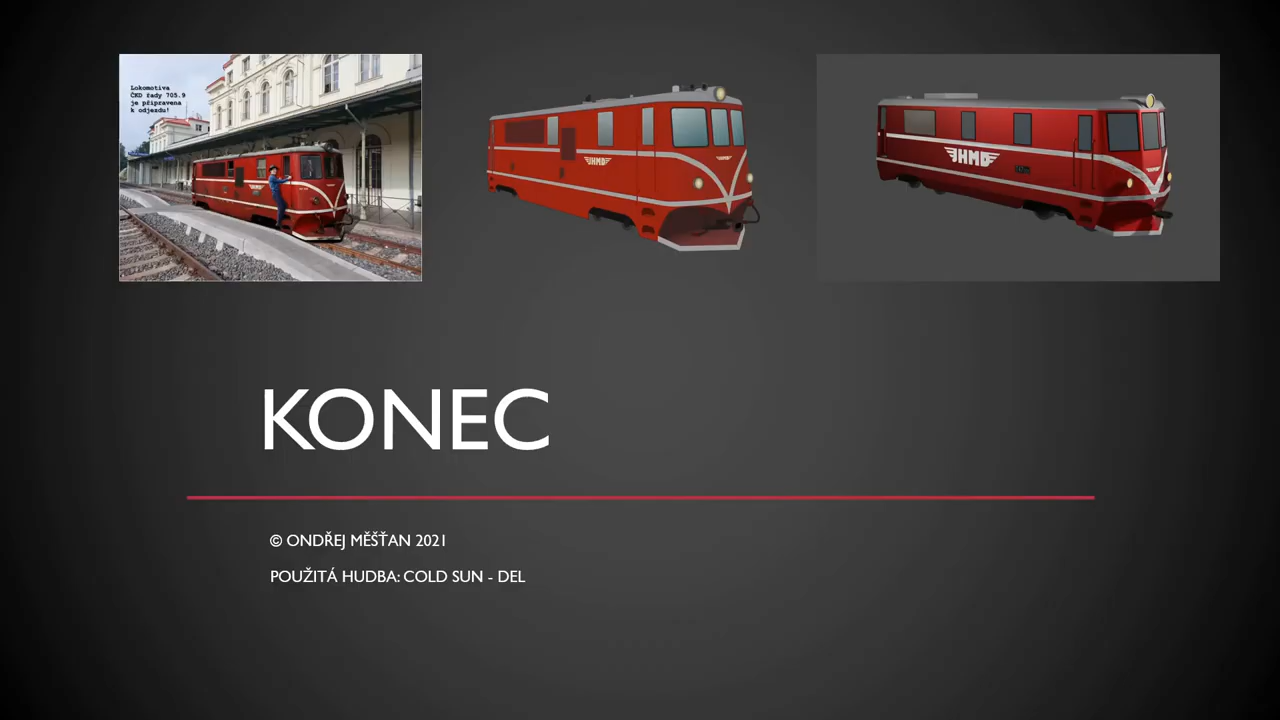 Lokomotiva
ČKD řady 705.9
je připravena
k odjezdu!
JHMD
JHMD
KONEC
© ONDŘEJ MĚŠŤAN 2021
POUŽITÁ HUDBA: COLD SUN - DEL